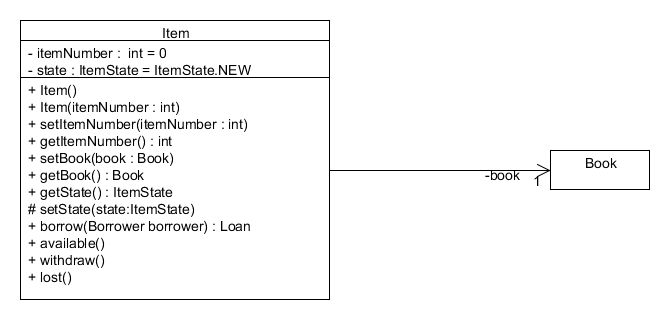 Item
- itemNumber :  int = 0
- state : ItemState = ItemState.NEW
+ Item()
+ Item(itemNumber : int)
+ setItemNumber(itemNumber : int)
+ getItemNumber() : int
+ setBook(book : Book)
+ getBook() : Book
+ getState() : ItemState
# setState(state:ItemState)
+ borrow(Borrower borrower) : Loan
+ available()
+ withdraw()
+ lost()
Book
-book 1